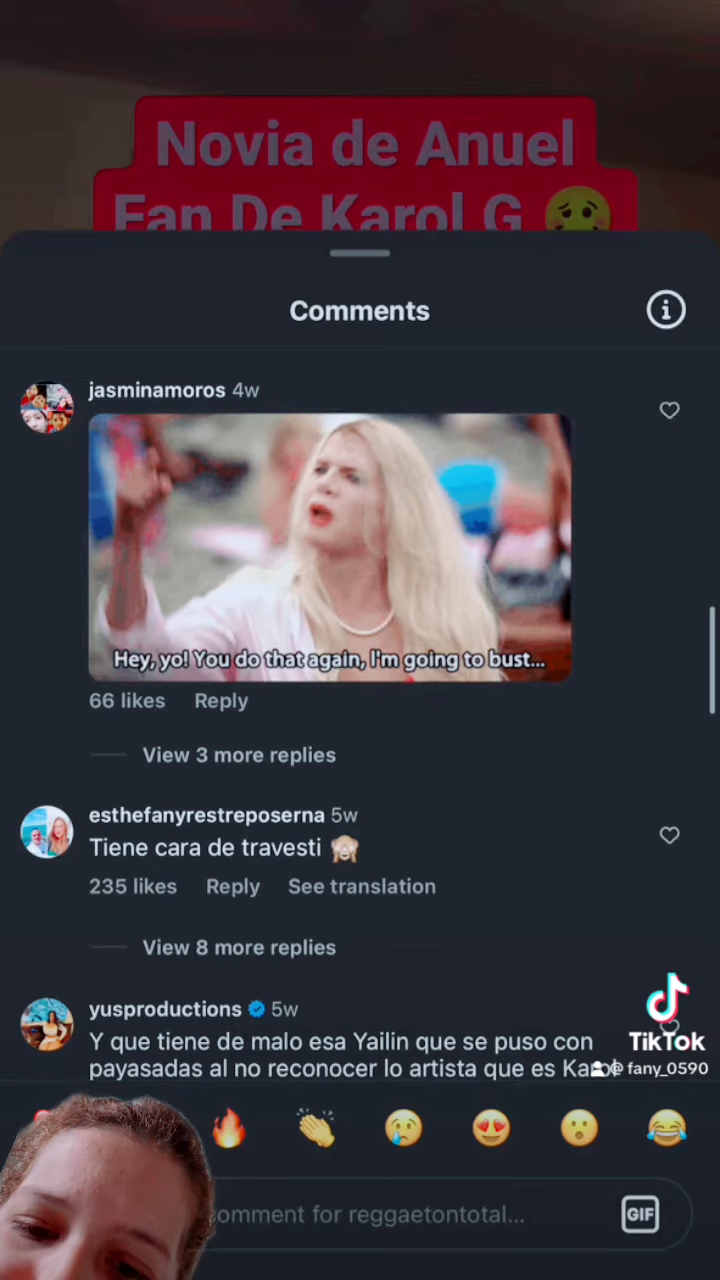 Novia de Anuel
Fan De Karol G 🤢
Comments
jasminamoros 4w
Hey, yo! You do that again, I'm going to bust...
66 likes Reply
View 3 more replies
esthefanyrestreposerna 5w
Tiene cara de travesti 🙈
235 likes Reply See translation
View 8 more replies
yusproductions 5w
Y que tiene de malo esa Yailin que se puso con
payasadas al no reconocer lo artista que es Karol
TikTok
@fany_0590
comment for reggaetontotal...
GIF